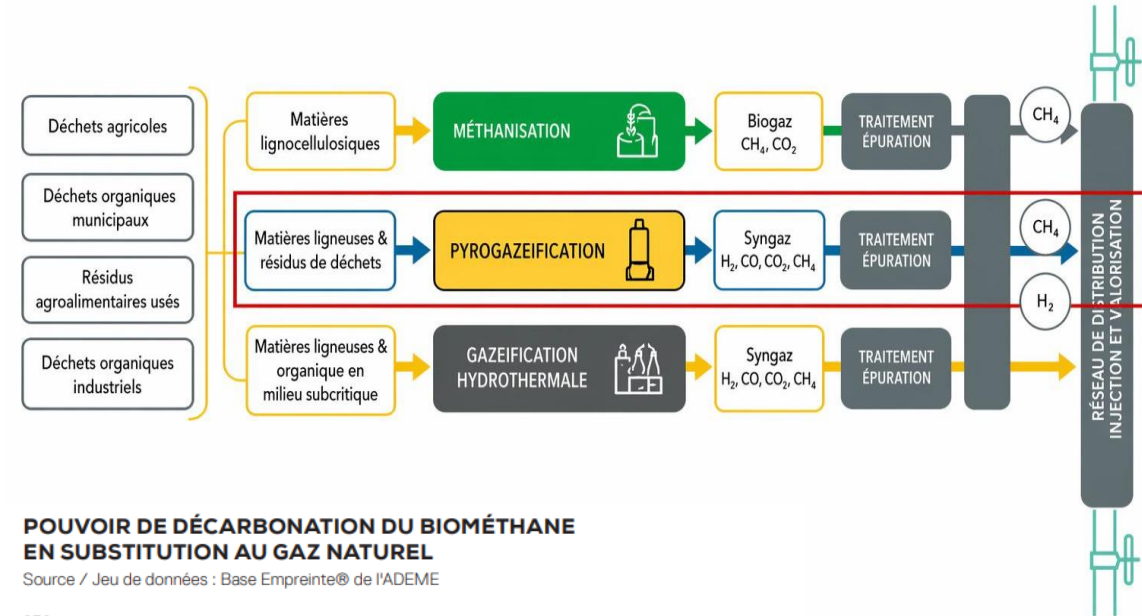 Déchets agricoles
Déchets organiques
municipaux
Résidus
agroalimentaires usés
Déchets organiques
industriels
Matières
lignocellulosiques
MÉTHANISATION
Biogaz
CH₄, CO₂
TRAITEMENT
ÉPURATION
CH₄
Matières ligneuses &
résidus de déchets
PYROGAZEIFICATION
Syngaz
H₂, CO, CO₂, CH₄
TRAITEMENT
ÉPURATION
CH₄
H₂
Matières ligneuses &
organique en
milieu subcritique
GAZEIFICATION
HYDROTHERMALE
Syngaz
H₂, CO, CO₂, CH₄
TRAITEMENT
ÉPURATION
RÉSEAU DE DISTRIBUTION
INJECTION ET VALORISATION
POUVOIR DE DÉCARBONATION DU BIOMÉTHANE
EN SUBSTITUTION AU GAZ NATUREL
Source / Jeu de données : Base Empreinte® de l'ADEME